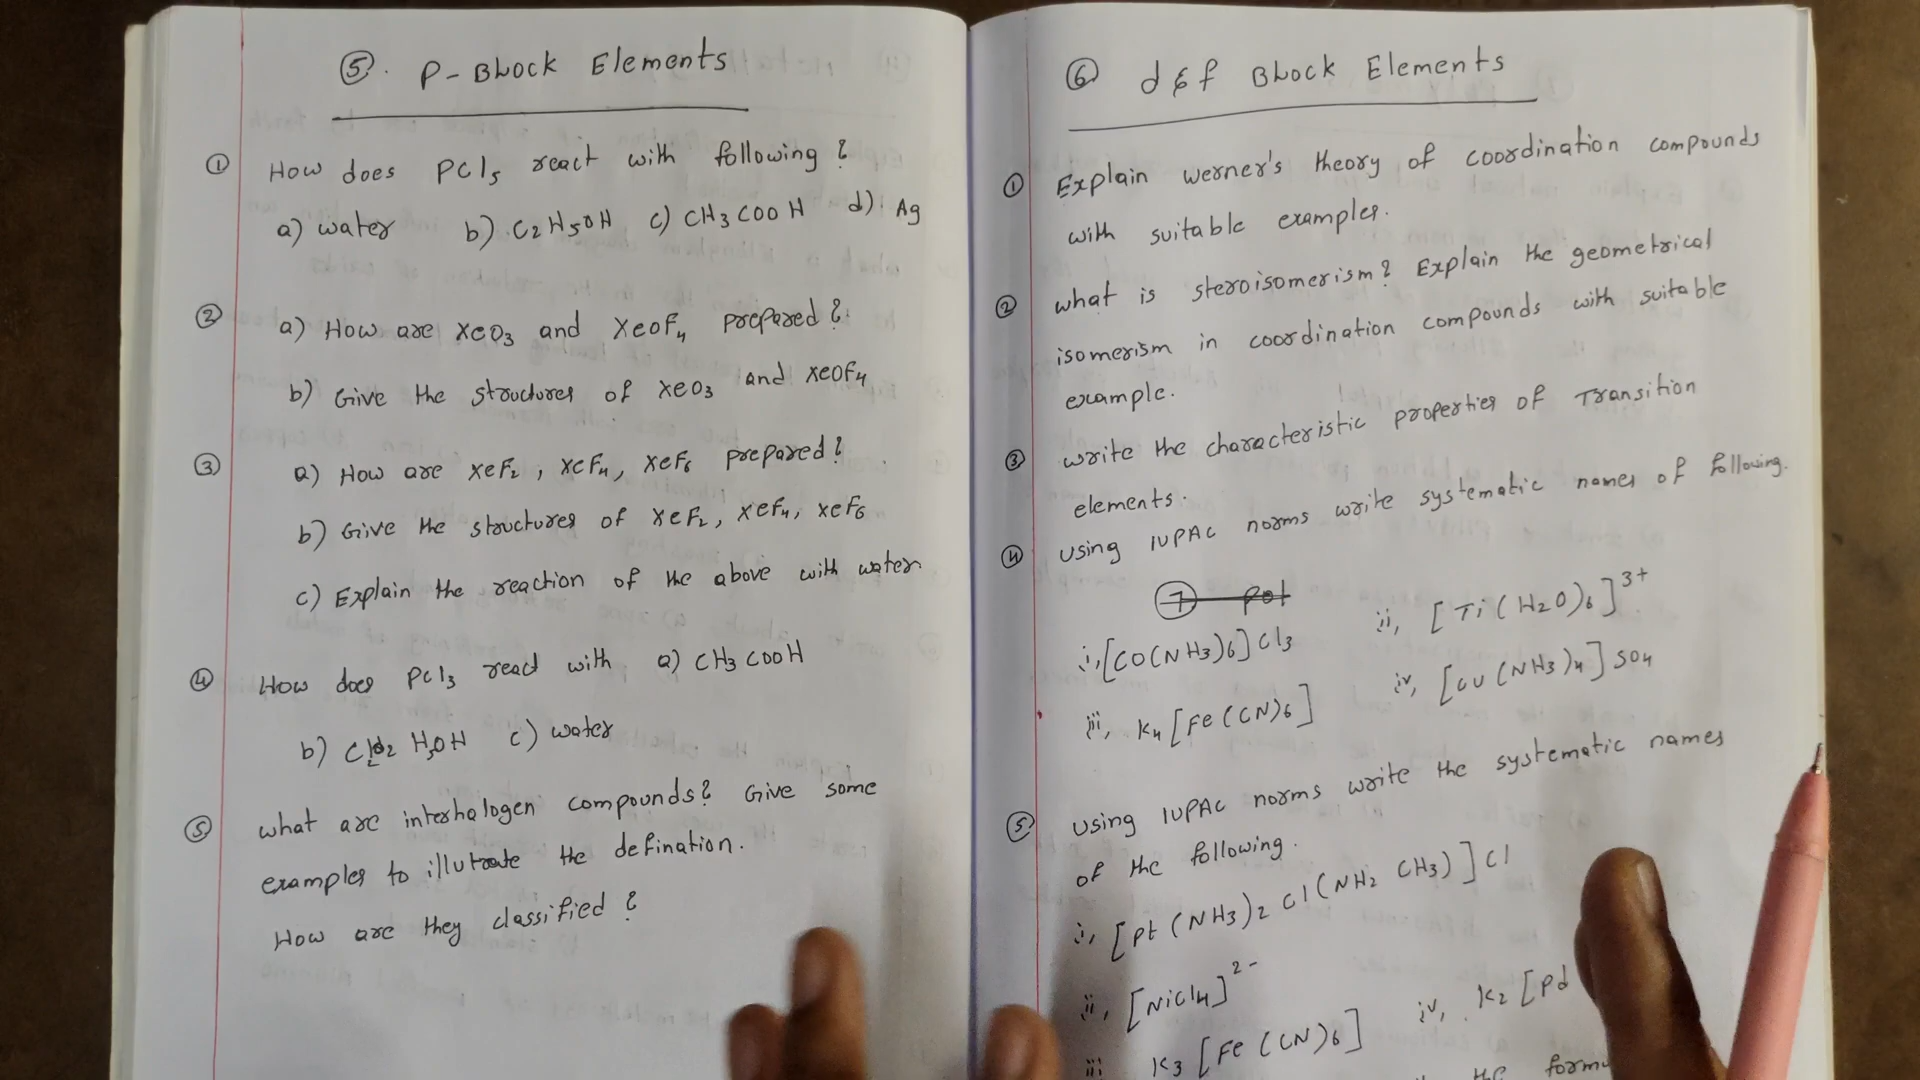 ⑤. P-Block Elements
① How does PCl5 react with following?
a) water b) C2H5OH c) CH3COOH d) Ag
② a) How are XeO3 and XeOF4 prepared?
b) Give the structures of XeO3 and XeOF4
③ a) How are XeF2, XeF4, XeF6 prepared?
b) Give the structures of XeF2, XeF4, XeF6
c) Explain the reaction of the above with water.
④ How does PCl3 react with a) CH3COOH
b) C2H5OH c) water
⑤ what are interhalogen compounds? Give some
examples to illutrate the defination.
How are they classified?
⑥ d & f Block Elements
① Explain werner's theory of coordination compounds
with suitable examples.
② what is steroisomerism? Explain the geometrical
isomerism in coordination compounds with suitable
example.
③ write the characteristic properties of Transition
elements.
④ using IUPAC norms write systematic names of following.
⑦ pol
i, [CO(NH3)6]Cl3 ii, [Ti(H2O)6]3+
iii, K4[Fe(CN)6] iv, [Cu(NH3)4]SO4
⑤ using IUPAC norms write the systematic names
of the following.
i, [Pt(NH3)2Cl(NH2CH3)]Cl
ii, [NiCl4]2-
iii K3[Fe(CN)6] iv, K2[Pd
the